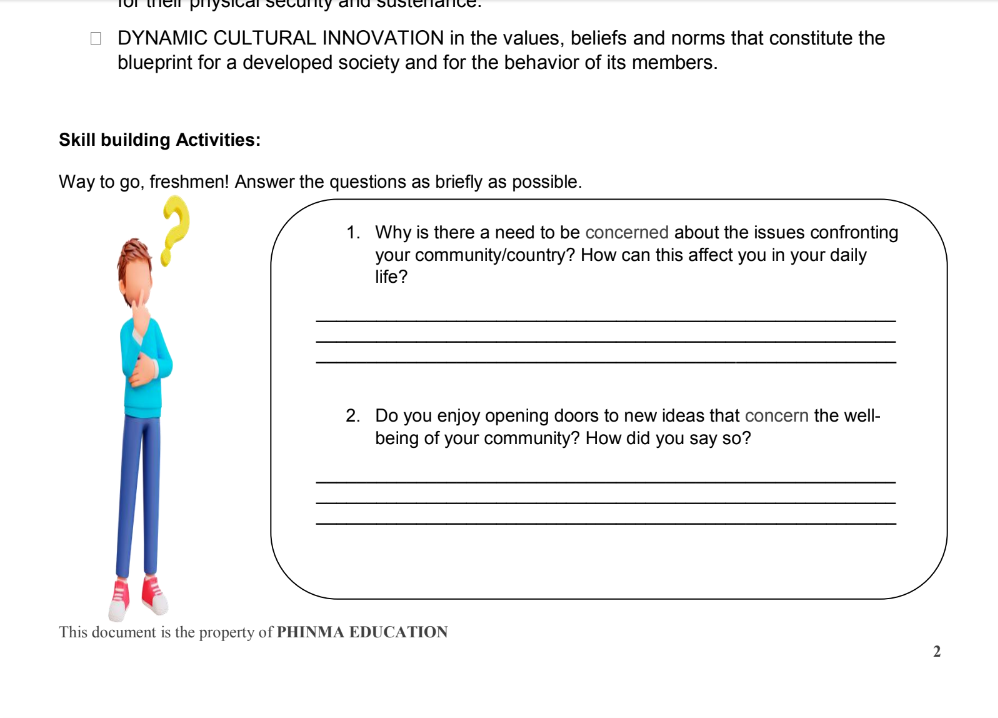 for their physical security and sustenance.
DYNAMIC CULTURAL INNOVATION in the values, beliefs and norms that constitute the
blueprint for a developed society and for the behavior of its members.
Skill building Activities:
Way to go, freshmen! Answer the questions as briefly as possible.
1. Why is there a need to be concerned about the issues confronting
your community/country? How can this affect you in your daily
life?
2. Do you enjoy opening doors to new ideas that concern the well-
being of your community? How did you say so?
This document is the property of PHINMA EDUCATION
2